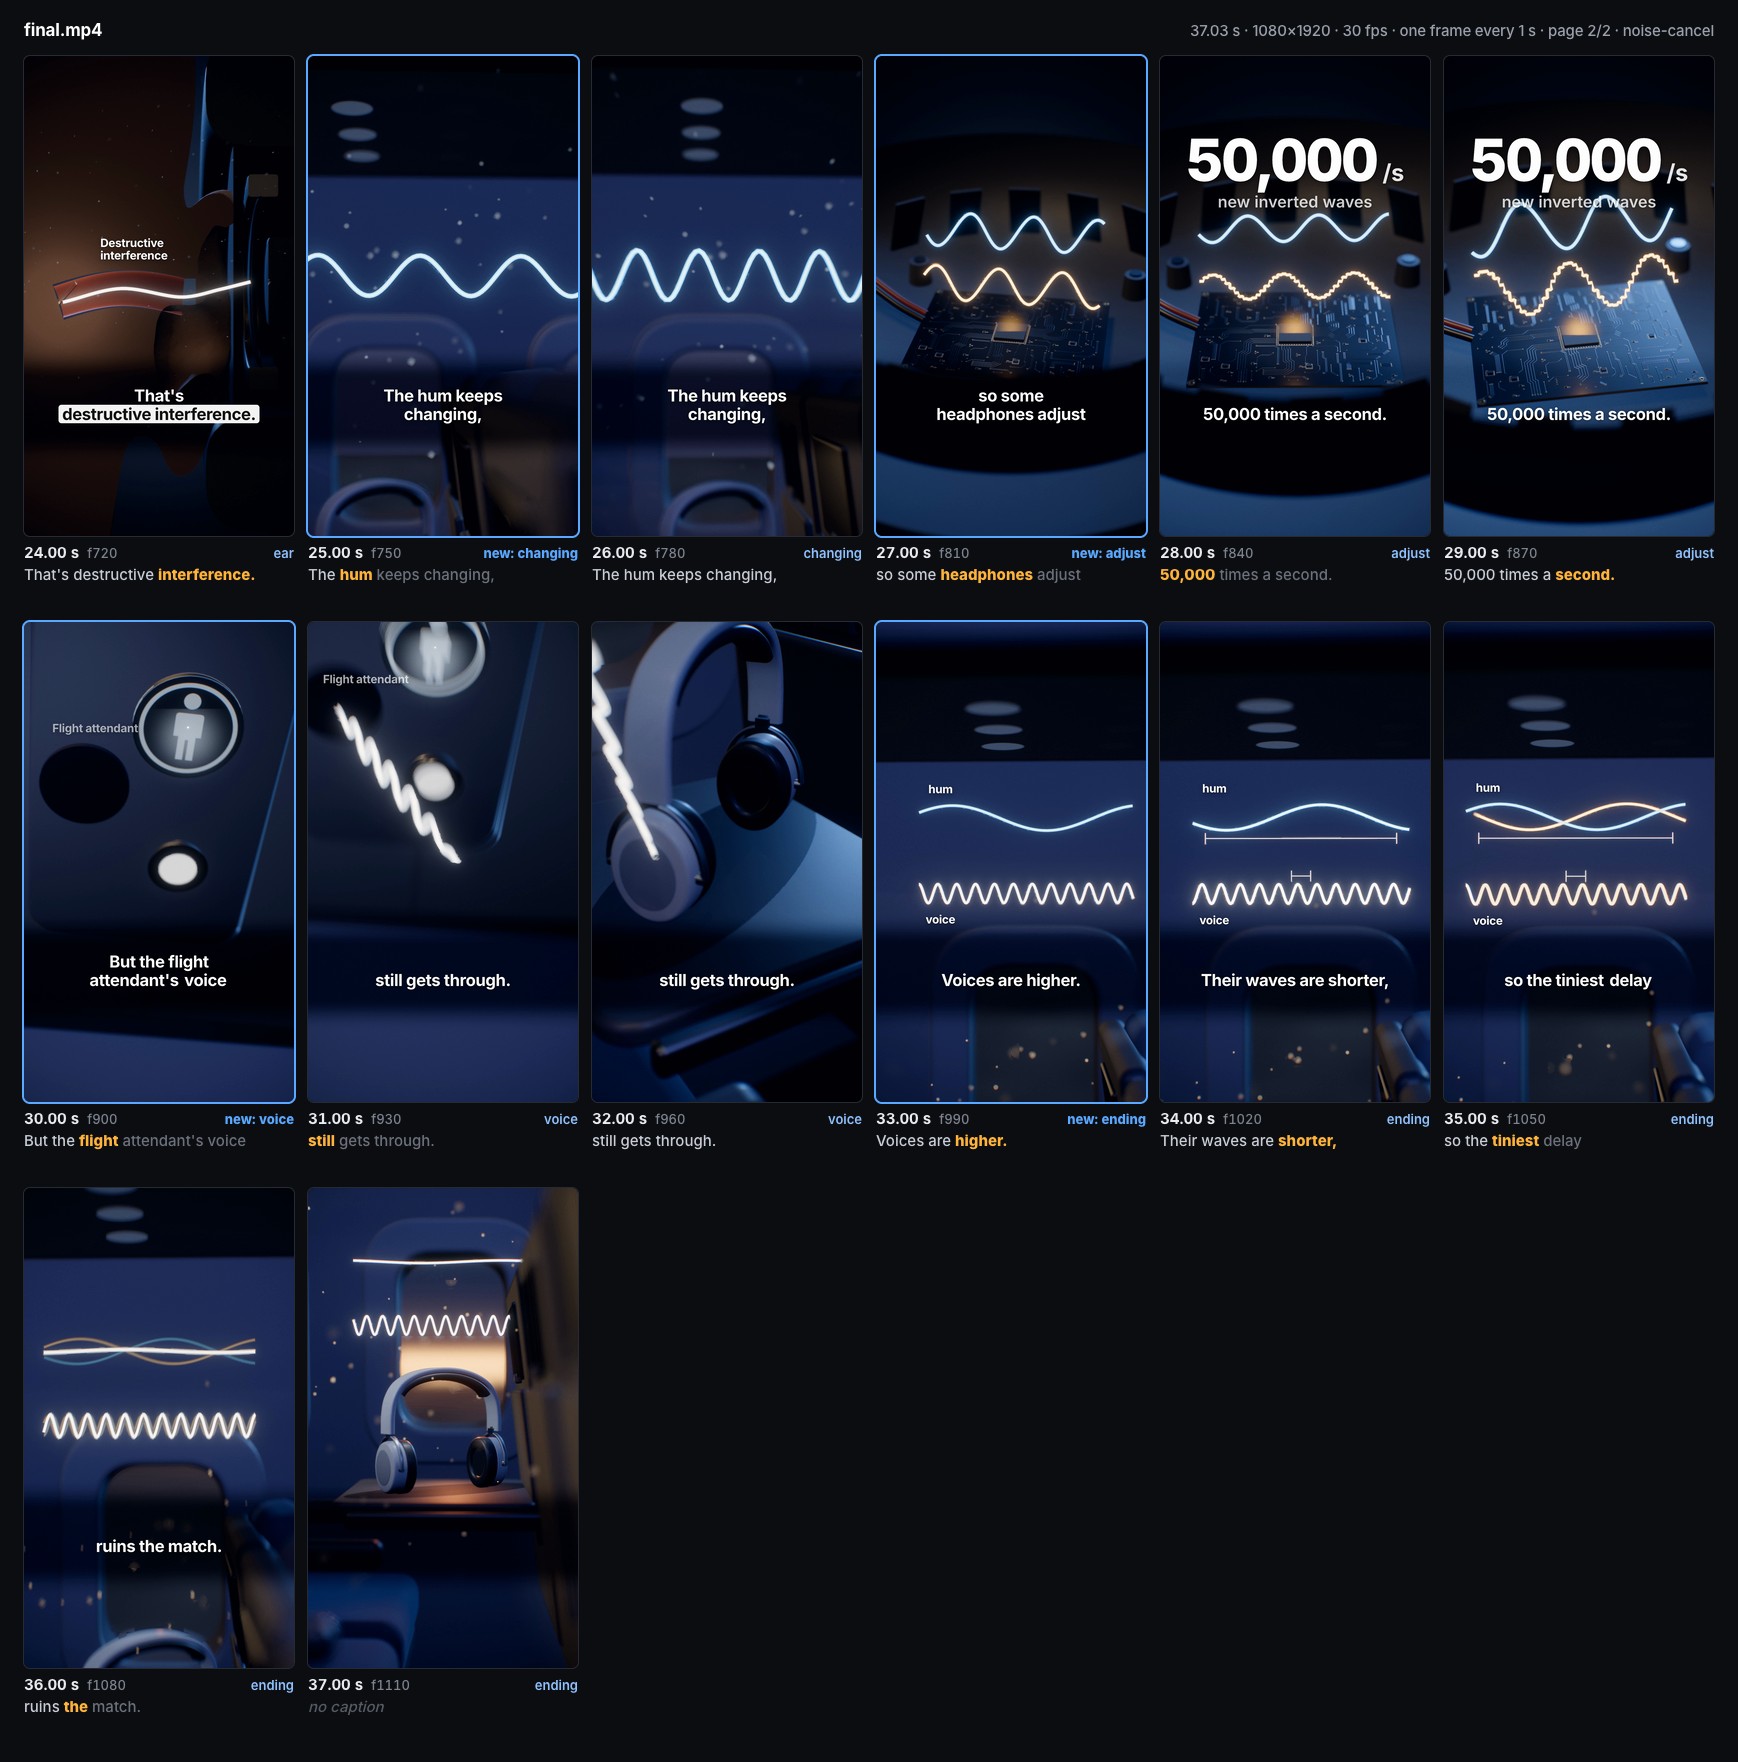 final.mp4
37.03 s · 1080×1920 · 30 fps · one frame every 1 s · page 2/2 · noise-cancel
Destructive
interference
That's
destructive interference.
24.00 s f720 ear
That's destructive interference.
The hum keeps
changing,
25.00 s f750 new: changing
The hum keeps changing,
The hum keeps
changing,
26.00 s f780 changing
The hum keeps changing,
so some
headphones adjust
27.00 s f810 new: adjust
so some headphones adjust
50,000 /s
new inverted waves
50,000 times a second.
28.00 s f840 adjust
50,000 times a second.
50,000 /s
new inverted waves
50,000 times a second.
29.00 s f870 adjust
50,000 times a second.
Flight attendant
But the flight
attendant's voice
30.00 s f900 new: voice
But the flight attendant's voice
Flight attendant
still gets through.
31.00 s f930 voice
still gets through.
still gets through.
32.00 s f960 voice
still gets through.
hum
voice
Voices are higher.
33.00 s f990 new: ending
Voices are higher.
hum
voice
Their waves are shorter,
34.00 s f1020 ending
Their waves are shorter,
hum
voice
so the tiniest delay
35.00 s f1050 ending
so the tiniest delay
ruins the match.
36.00 s f1080 ending
ruins the match.
37.00 s f1110 ending
no caption